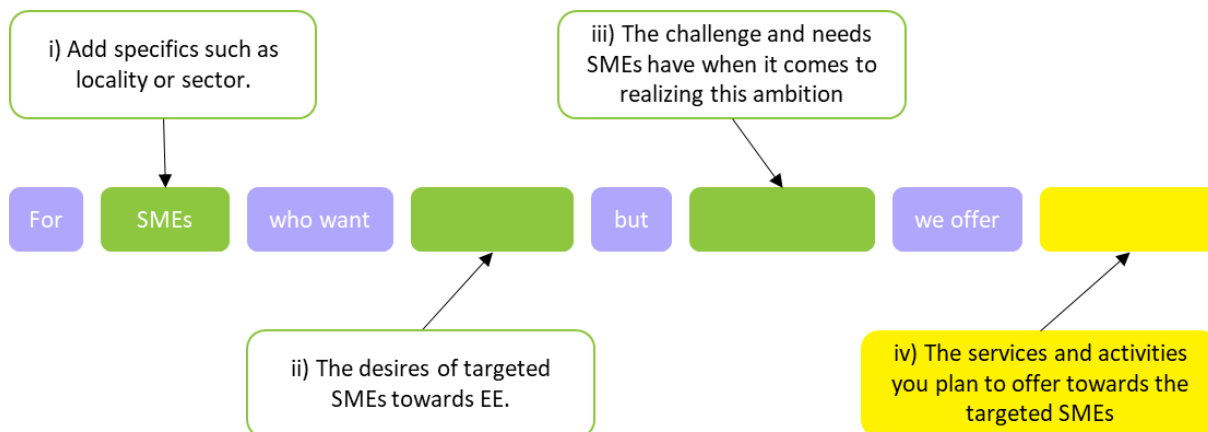 i) Add specifics such as
locality or sector.
iii) The challenge and needs
SMEs have when it comes to
realizing this ambition
For SMEs who want but we offer
ii) The desires of targeted
SMEs towards EE.
iv) The services and activities
you plan to offer towards the
targeted SMEs